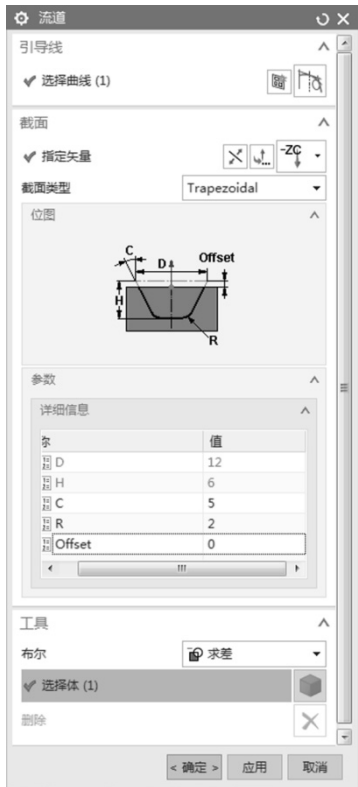 流道
引导线
选择曲线 (1)
截面
指定矢量
-ZC
截面类型
Trapezoidal
位图
C
D
Offset
H
R
参数
详细信息
尔 值
D 12
H 6
C 5
R 2
Offset 0
工具
布尔
求差
选择体 (1)
删除
< 确定 > 应用 取消